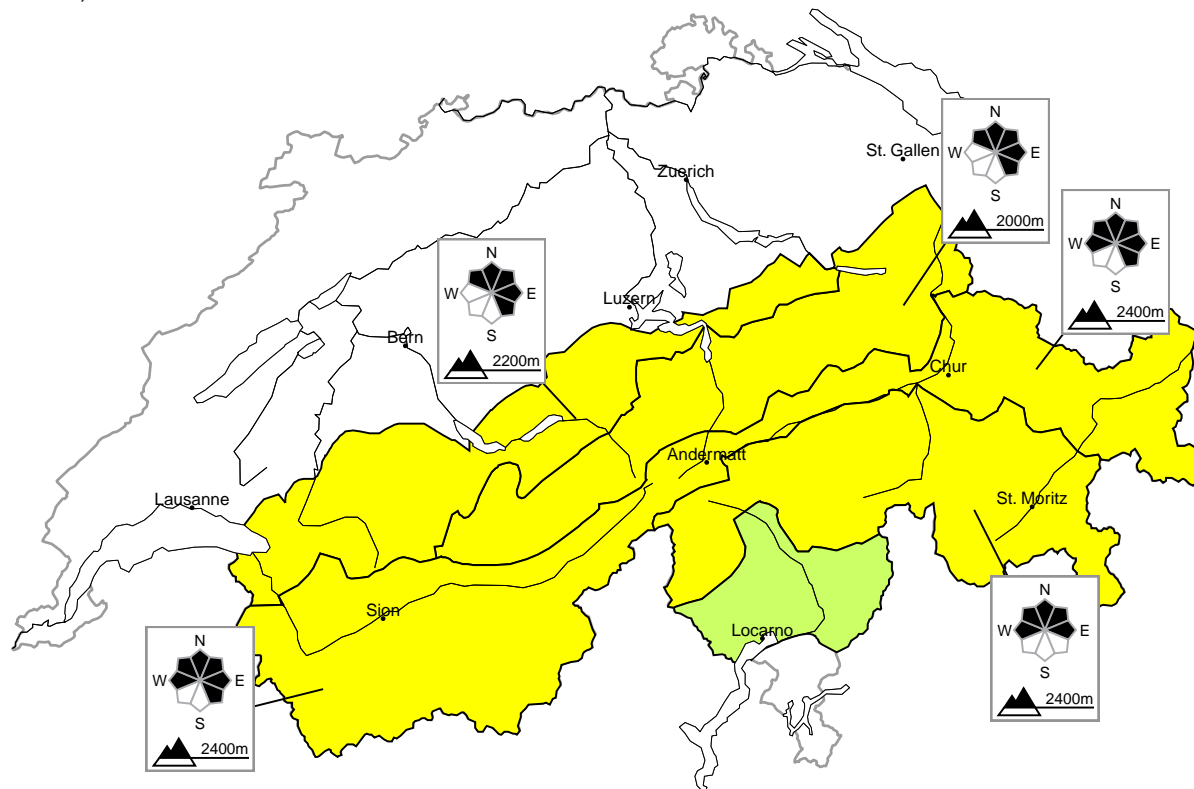 N
W E
S
2000m
St. Gallen
Zuerich
N
W E
S
2400m
N
W E
S
2200m
Luzern
Bern
Chur
Andermatt
Lausanne
St. Moritz
Sion
Locarno
N
W E
S
2400m
N
W E
S
2400m